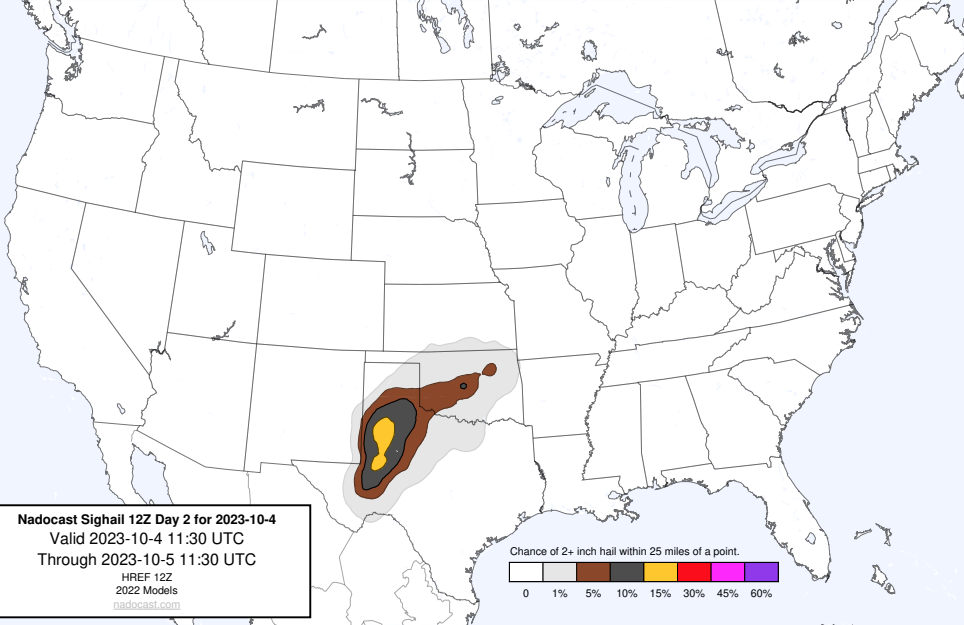 Nadocast Sighail 12Z Day 2 for 2023-10-4
Valid 2023-10-4 11:30 UTC
Through 2023-10-5 11:30 UTC
HREF 12Z
2022 Models
nadocast.com
Chance of 2+ inch hail within 25 miles of a point.
0 1% 5% 10% 15% 30% 45% 60%